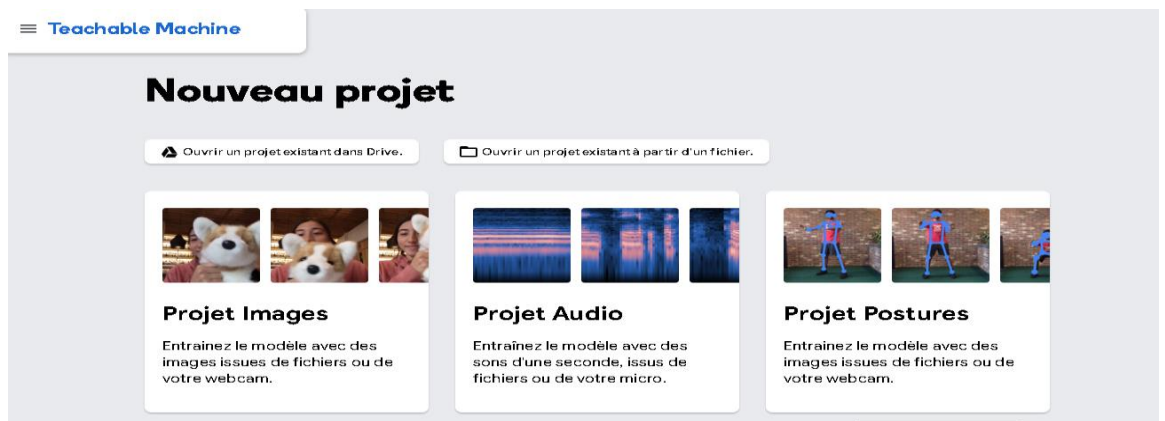 Teachable Machine
Nouveau projet
Ouvrir un projet existant dans Drive.
Ouvrir un projet existant à partir d'un fichier.
Projet Images
Entrainez le modèle avec des
images issues de fichiers ou de
votre webcam.
Projet Audio
Entraînez le modèle avec des
sons d'une seconde, issus de
fichiers ou de votre micro.
Projet Postures
Entrainez le modèle avec des
images issues de fichiers ou de
votre webcam.